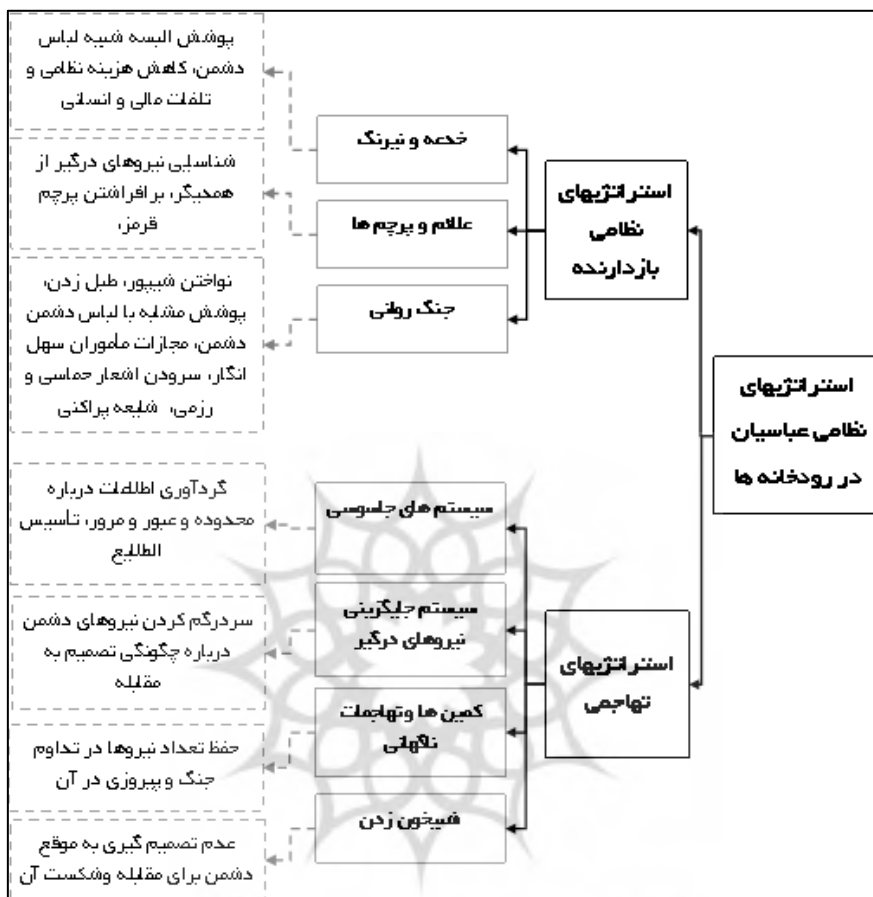 استراتژیهای
نظامی عباسیان
در رودخانه ها
استراتژیهای
نظامی
بازدارنده
خدعه و نیرنگ
پوشش البسه شبیه لباس
دشمن، کاهش هزینه نظامی و
تلفات مالی و انسانی
علائم و پرچم ها
شناسایی نیروهای درگیر از
همدیگر، برافراشتن پرچم
قرمز،
جنگ روانی
نواختن شیپور، طبل زدن،
پوشش مشابه با لباس دشمن
دشمن، مجازات مأموران سهل
انگار، سرودن اشعار حماسی و
رزمی، شایعه پراکنی
استراتژیهای
تهاجمی
سیستم های جاسوسی
گردآوری اطلاعات درباره
محدوده و عبور و مرور، تأسیس
الطلایع
سیستم جایگزینی
نیروهای درگیر
سردرگم کردن نیروهای دشمن
درباره چگونگی تصمیم به
مقابله
کمین ها وتهاجمات
ناگهانی
حفظ تعداد نیروها در تداوم
جنگ و پیروزی در آن
شبیخون زدن
عدم تصمیم گیری به موقع
دشمن برای مقابله وشکست آن